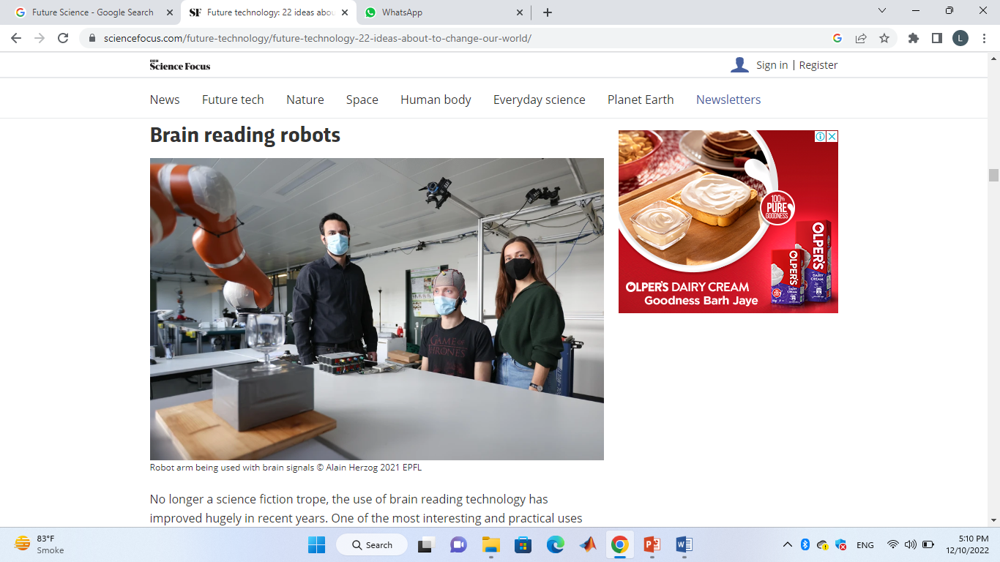 Future Science - Google Search
SF Future technology: 22 ideas abou
WhatsApp
sciencefocus.com/future-technology/future-technology-22-ideas-about-to-change-our-world/
L
Science Focus
Sign in | Register
News Future tech Nature Space Human body Everyday science Planet Earth Newsletters
Brain reading robots
GAME OF
THRONES
100%
PURE
GOODNESS
OLPER'S
DAIRY
CREAM
OLPER'S
DAIRY
CREAM
OLPER'S DAIRY CREAM
Goodness Barh Jaye
Robot arm being used with brain signals © Alain Herzog 2021 EPFL
No longer a science fiction trope, the use of brain reading technology has
improved hugely in recent years. One of the most interesting and practical uses
83°F
Smoke
Search
ENG
5:10 PM
12/10/2022